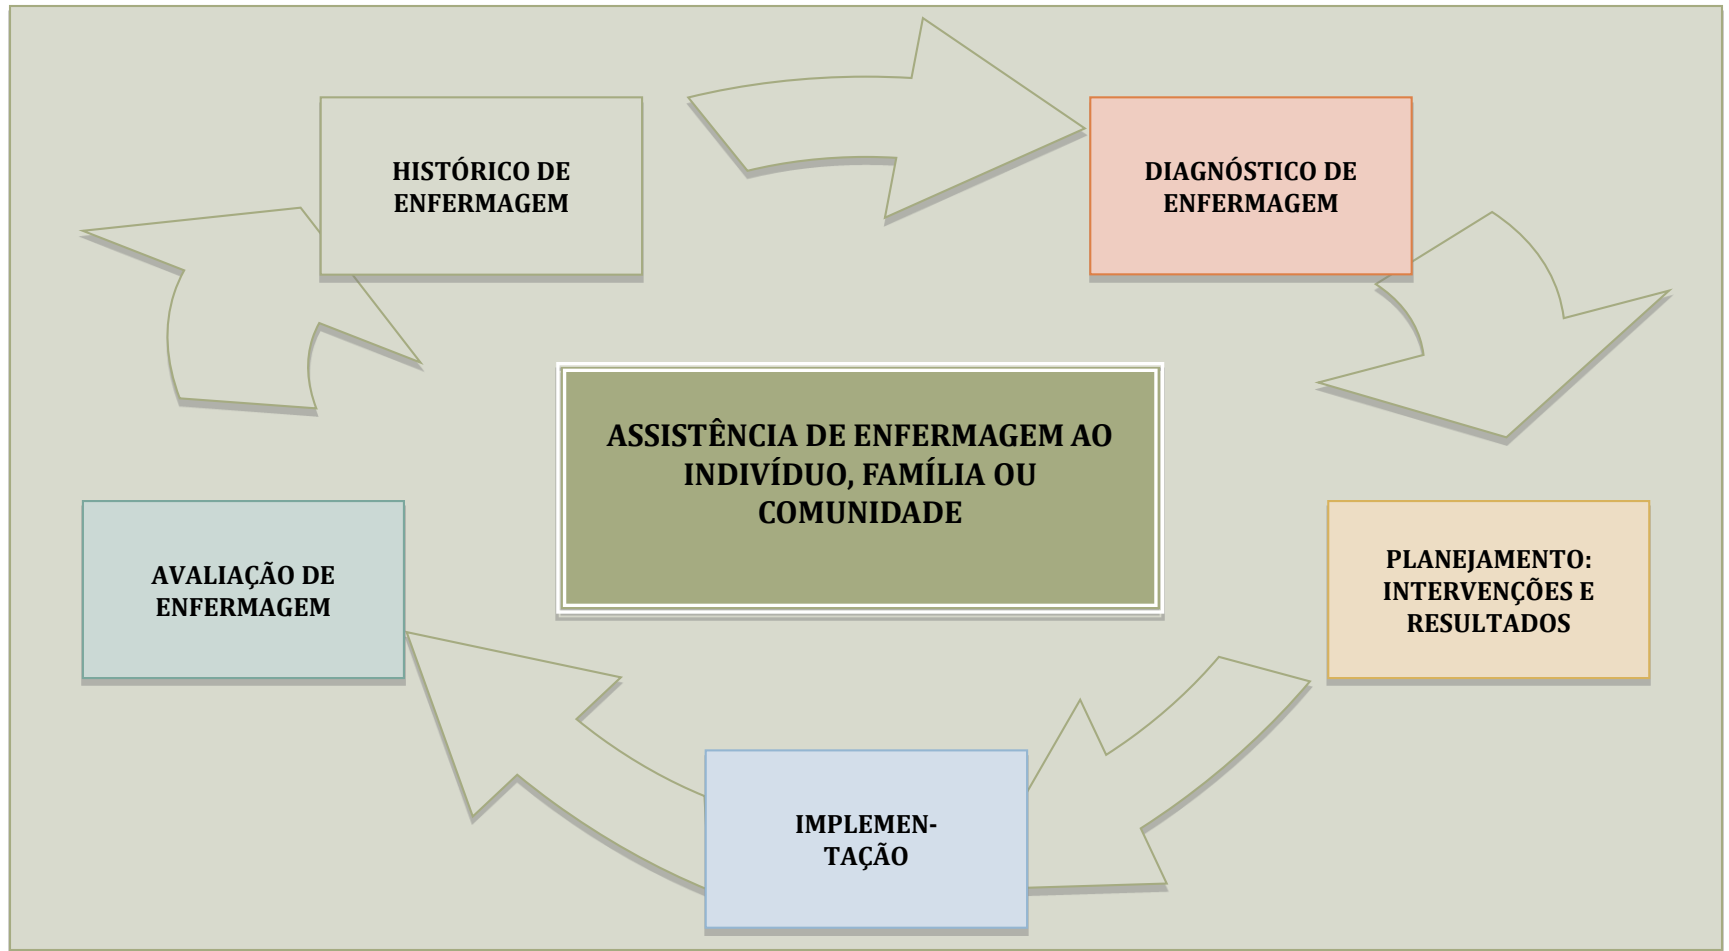 HISTÓRICO DE
ENFERMAGEM
DIAGNÓSTICO DE
ENFERMAGEM
ASSISTÊNCIA DE ENFERMAGEM AO
INDIVÍDUO, FAMÍLIA OU
COMUNIDADE
AVALIAÇÃO DE
ENFERMAGEM
PLANEJAMENTO:
INTERVENÇÕES E
RESULTADOS
IMPLEMEN-
TAÇÃO